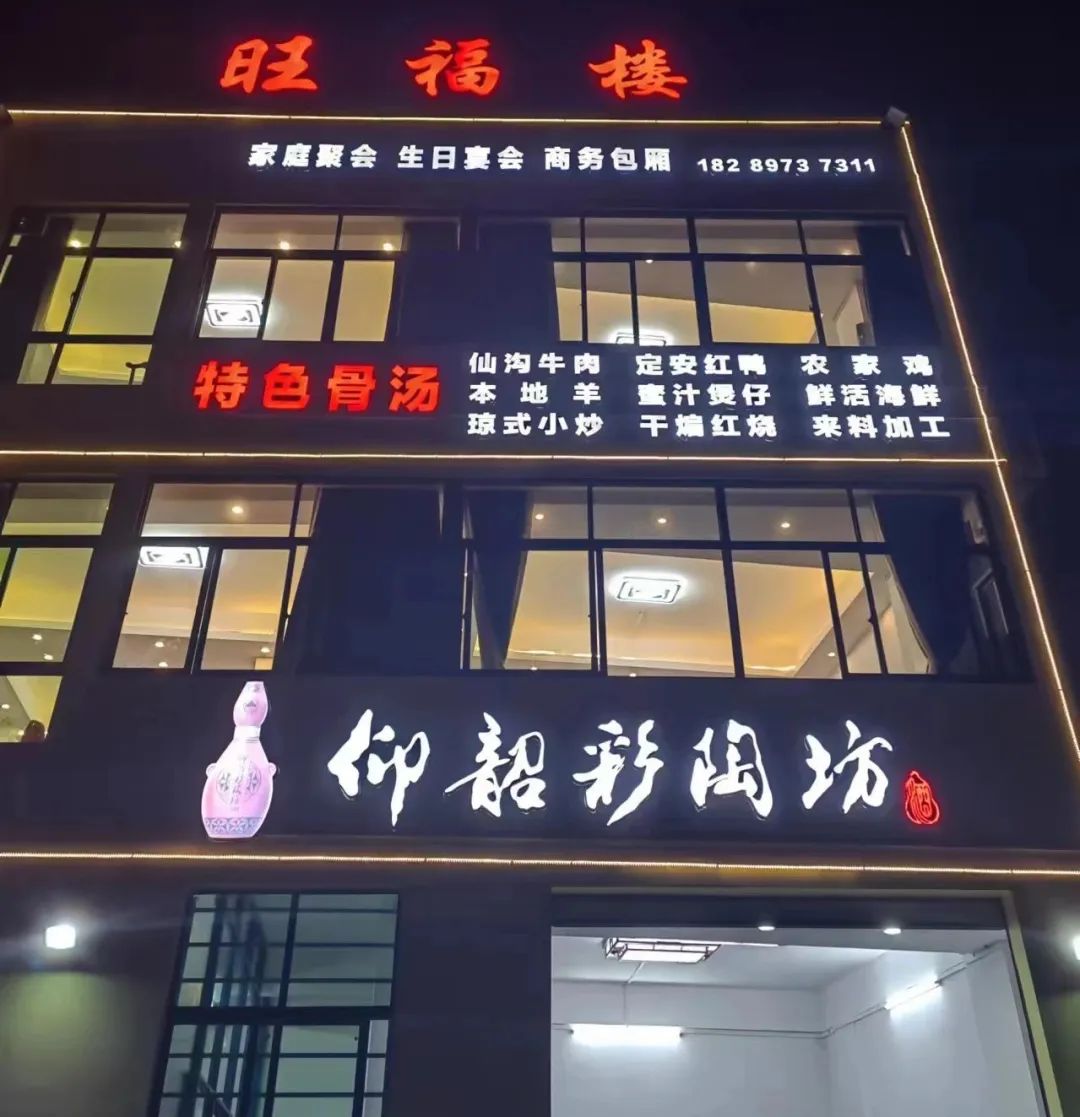 旺福楼
家庭聚会 生日宴会 商务包厢 182 8973 7311
特色骨汤
仙沟牛肉 定安红鸭 农家鸡
本地羊 蜜汁煲仔 鲜活海鲜
琼式小炒 干煸红烧 来料加工
仰韶彩陶坊
酒